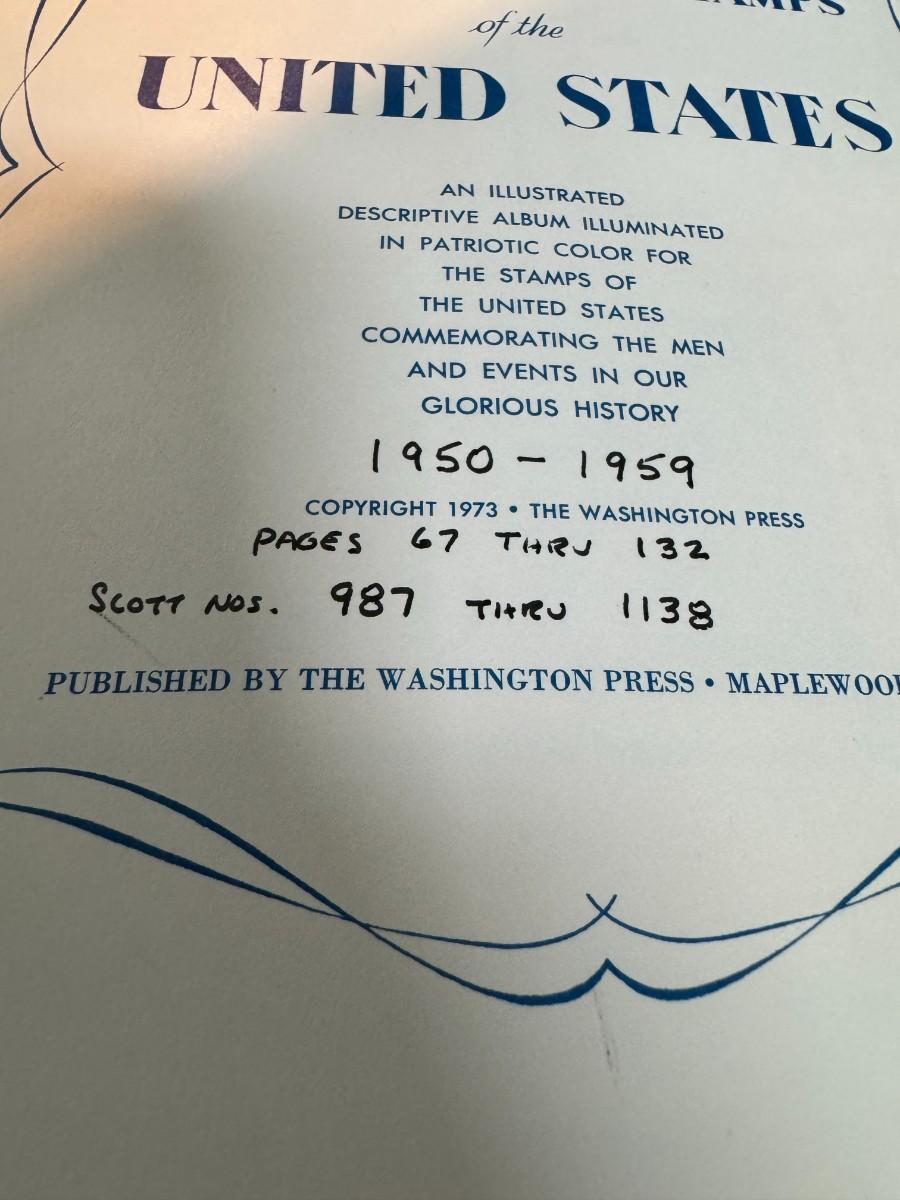 of the
UNITED STATES
AN ILLUSTRATED
DESCRIPTIVE ALBUM ILLUMINATED
IN PATRIOTIC COLOR FOR
THE STAMPS OF
THE UNITED STATES
COMMEMORATING THE MEN
AND EVENTS IN OUR
GLORIOUS HISTORY
1950 - 1959
COPYRIGHT 1973 • THE WASHINGTON PRESS
PAGES 67 THRU 132
SCOTT NOS. 987 THRU 1138
PUBLISHED BY THE WASHINGTON PRESS • MAPLEWOO